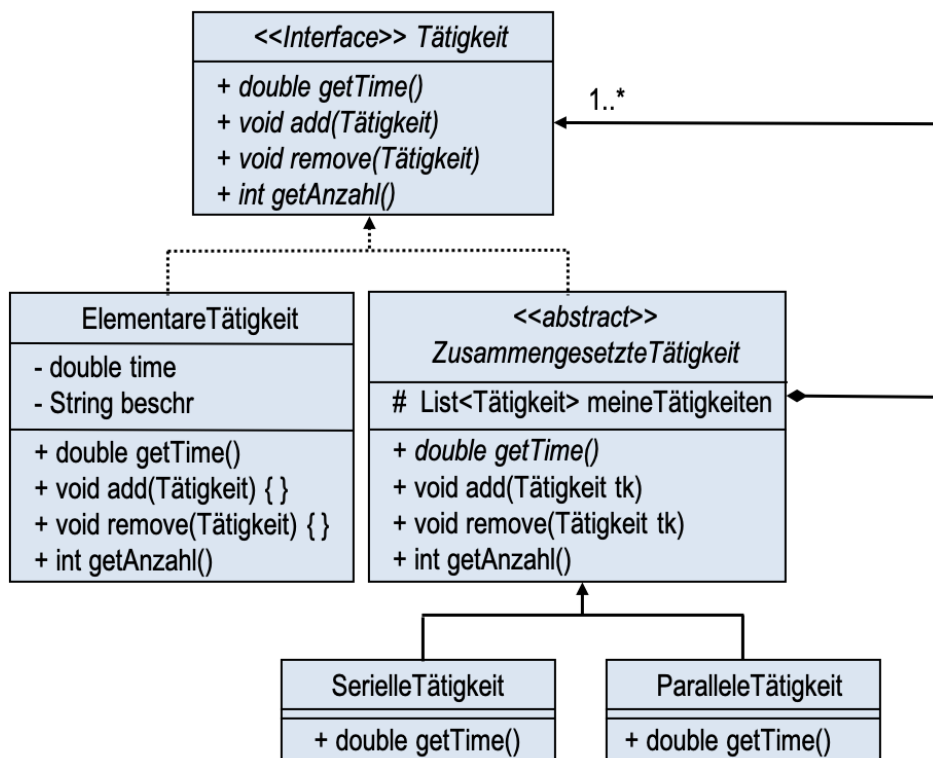 <<Interface>> Tätigkeit
+ double getTime()
+ void add(Tätigkeit)
+ void remove(Tätigkeit)
+ int getAnzahl()
1..*
ElementareTätigkeit
- double time
- String beschr
+ double getTime()
+ void add(Tätigkeit) { }
+ void remove(Tätigkeit) { }
+ int getAnzahl()
<<abstract>>
ZusammengesetzteTätigkeit
# List<Tätigkeit> meineTätigkeiten
+ double getTime()
+ void add(Tätigkeit tk)
+ void remove(Tätigkeit tk)
+ int getAnzahl()
SerielleTätigkeit
+ double getTime()
ParalleleTätigkeit
+ double getTime()